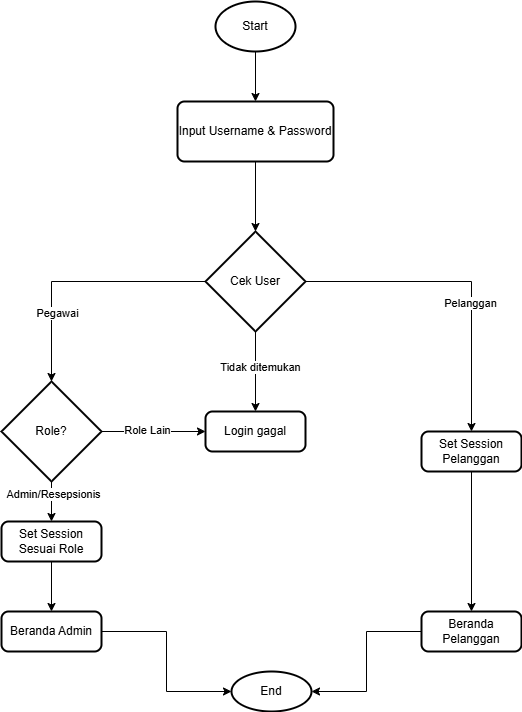 Start
Input Username & Password
Cek User
Pegawai
Pelanggan
Tidak ditemukan
Role?
Role Lain
Login gagal
Set Session
Pelanggan
Admin/Resepsionis
Set Session
Sesuai Role
Beranda Admin
Beranda
Pelanggan
End